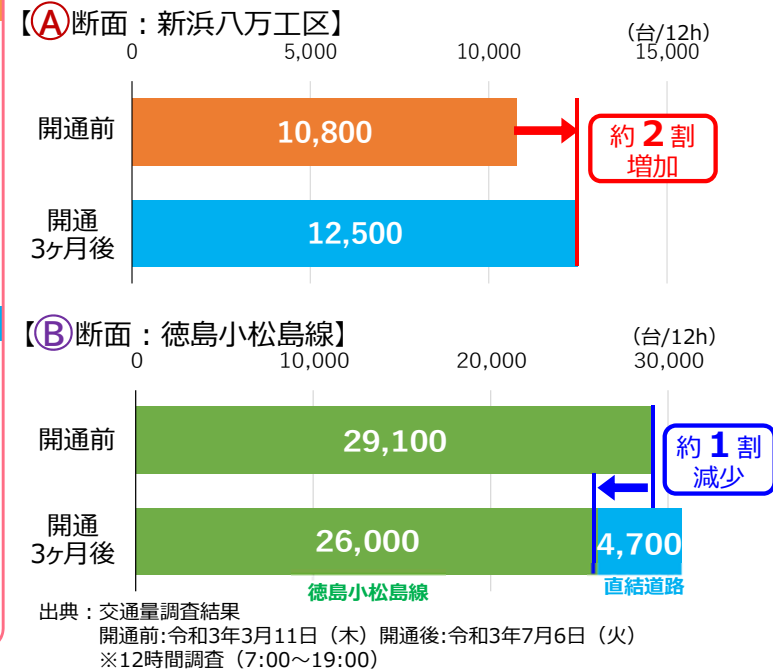 【Ⓐ断面：新浜八万工区】
（台/12h）
0 5,000 10,000 15,000
開通前
10,800
約2割
増加
開通
3ヶ月後
12,500
【Ⓑ断面：徳島小松島線】
（台/12h）
0 10,000 20,000 30,000
開通前
29,100
約1割
減少
開通
3ヶ月後
26,000
4,700
徳島小松島線
直結道路
出典：交通量調査結果
開通前:令和3年3月11日（木）開通後:令和3年7月6日（火）
※12時間調査（7:00～19:00）